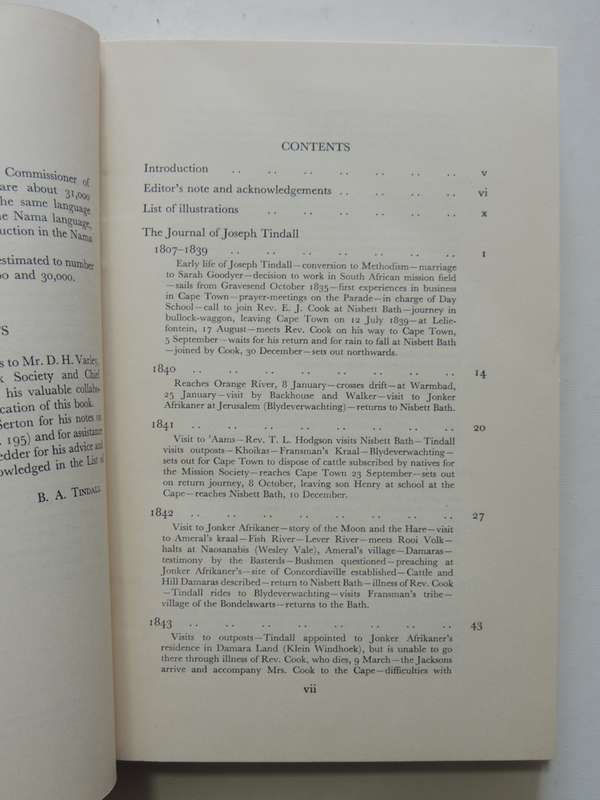 Commissioner of
are about 31,000
he same language
he Nama language,
uction in the Nama
estimated to number
00 and 30,000.
s to Mr. D. H. Varley,
Society and Chief
his valuable collab-
cation of this book.
Serton for his notes on
. 195) and for assistance
edder for his advice and
owledged in the List of
B. A. TINDALL
CONTENTS
Introduction .. .. .. .. .. .. .. v
Editor's note and acknowledgements .. .. .. .. vi
List of illustrations .. .. .. .. .. .. x
The Journal of Joseph Tindall
1807–1839 .. .. .. .. .. .. .. 1
Early life of Joseph Tindall—conversion to Methodism—marriage
to Sarah Goodyer—decision to work in South African mission field
—sails from Gravesend October 1835—first experiences in business
in Cape Town—prayer-meetings on the Parade—in charge of Day
School—call to join Rev. E. J. Cook at Nisbett Bath—journey in
bullock-waggon, leaving Cape Town on 12 July 1839—at Lelie-
fontein, 17 August—meets Rev. Cook on his way to Cape Town,
5 September—waits for his return and for rain to fall at Nisbett Bath
—joined by Cook, 30 December—sets out northwards.
1840 .. .. .. .. .. .. .. .. 14
Reaches Orange River, 8 January—crosses drift—at Warmbad,
25 January—visit by Backhouse and Walker—visit to Jonker
Afrikaner at Jerusalem (Blydeverwachting)—returns to Nisbett Bath.
1841 .. .. .. .. .. .. .. .. 20
Visit to 'Aams—Rev. T. L. Hodgson visits Nisbett Bath—Tindall
visits outposts—Khoikas—Fransman's Kraal—Blydeverwachting—
sets out for Cape Town to dispose of cattle subscribed by natives for
the Mission Society—reaches Cape Town 23 September—sets out
on return journey, 8 October, leaving son Henry at school at the
Cape—reaches Nisbett Bath, 10 December.
1842 .. .. .. .. .. .. .. .. 27
Visit to Jonker Afrikaner—story of the Moon and the Hare—visit
to Ameral's kraal—Fish River—Lever River—meets Rooi Volk—
halts at Naosanabis (Wesley Vale), Ameral's village—Damaras—
testimony by the Basterds—Bushmen questioned—preaching at
Jonker Afrikaner's—site of Concordiaville established—Cattle and
Hill Damaras described—return to Nisbett Bath—illness of Rev. Cook
—Tindall rides to Blydeverwachting—visits Fransman's tribe—
village of the Bondelswarts—returns to the Bath.
1843 .. .. .. .. .. .. .. .. 43
Visits to outposts—Tindall appointed to Jonker Afrikaner's
residence in Damara Land (Klein Windhoek), but is unable to go
there through illness of Rev. Cook, who dies, 9 March—the Jacksons
arrive and accompany Mrs. Cook to the Cape—difficulties with
vii